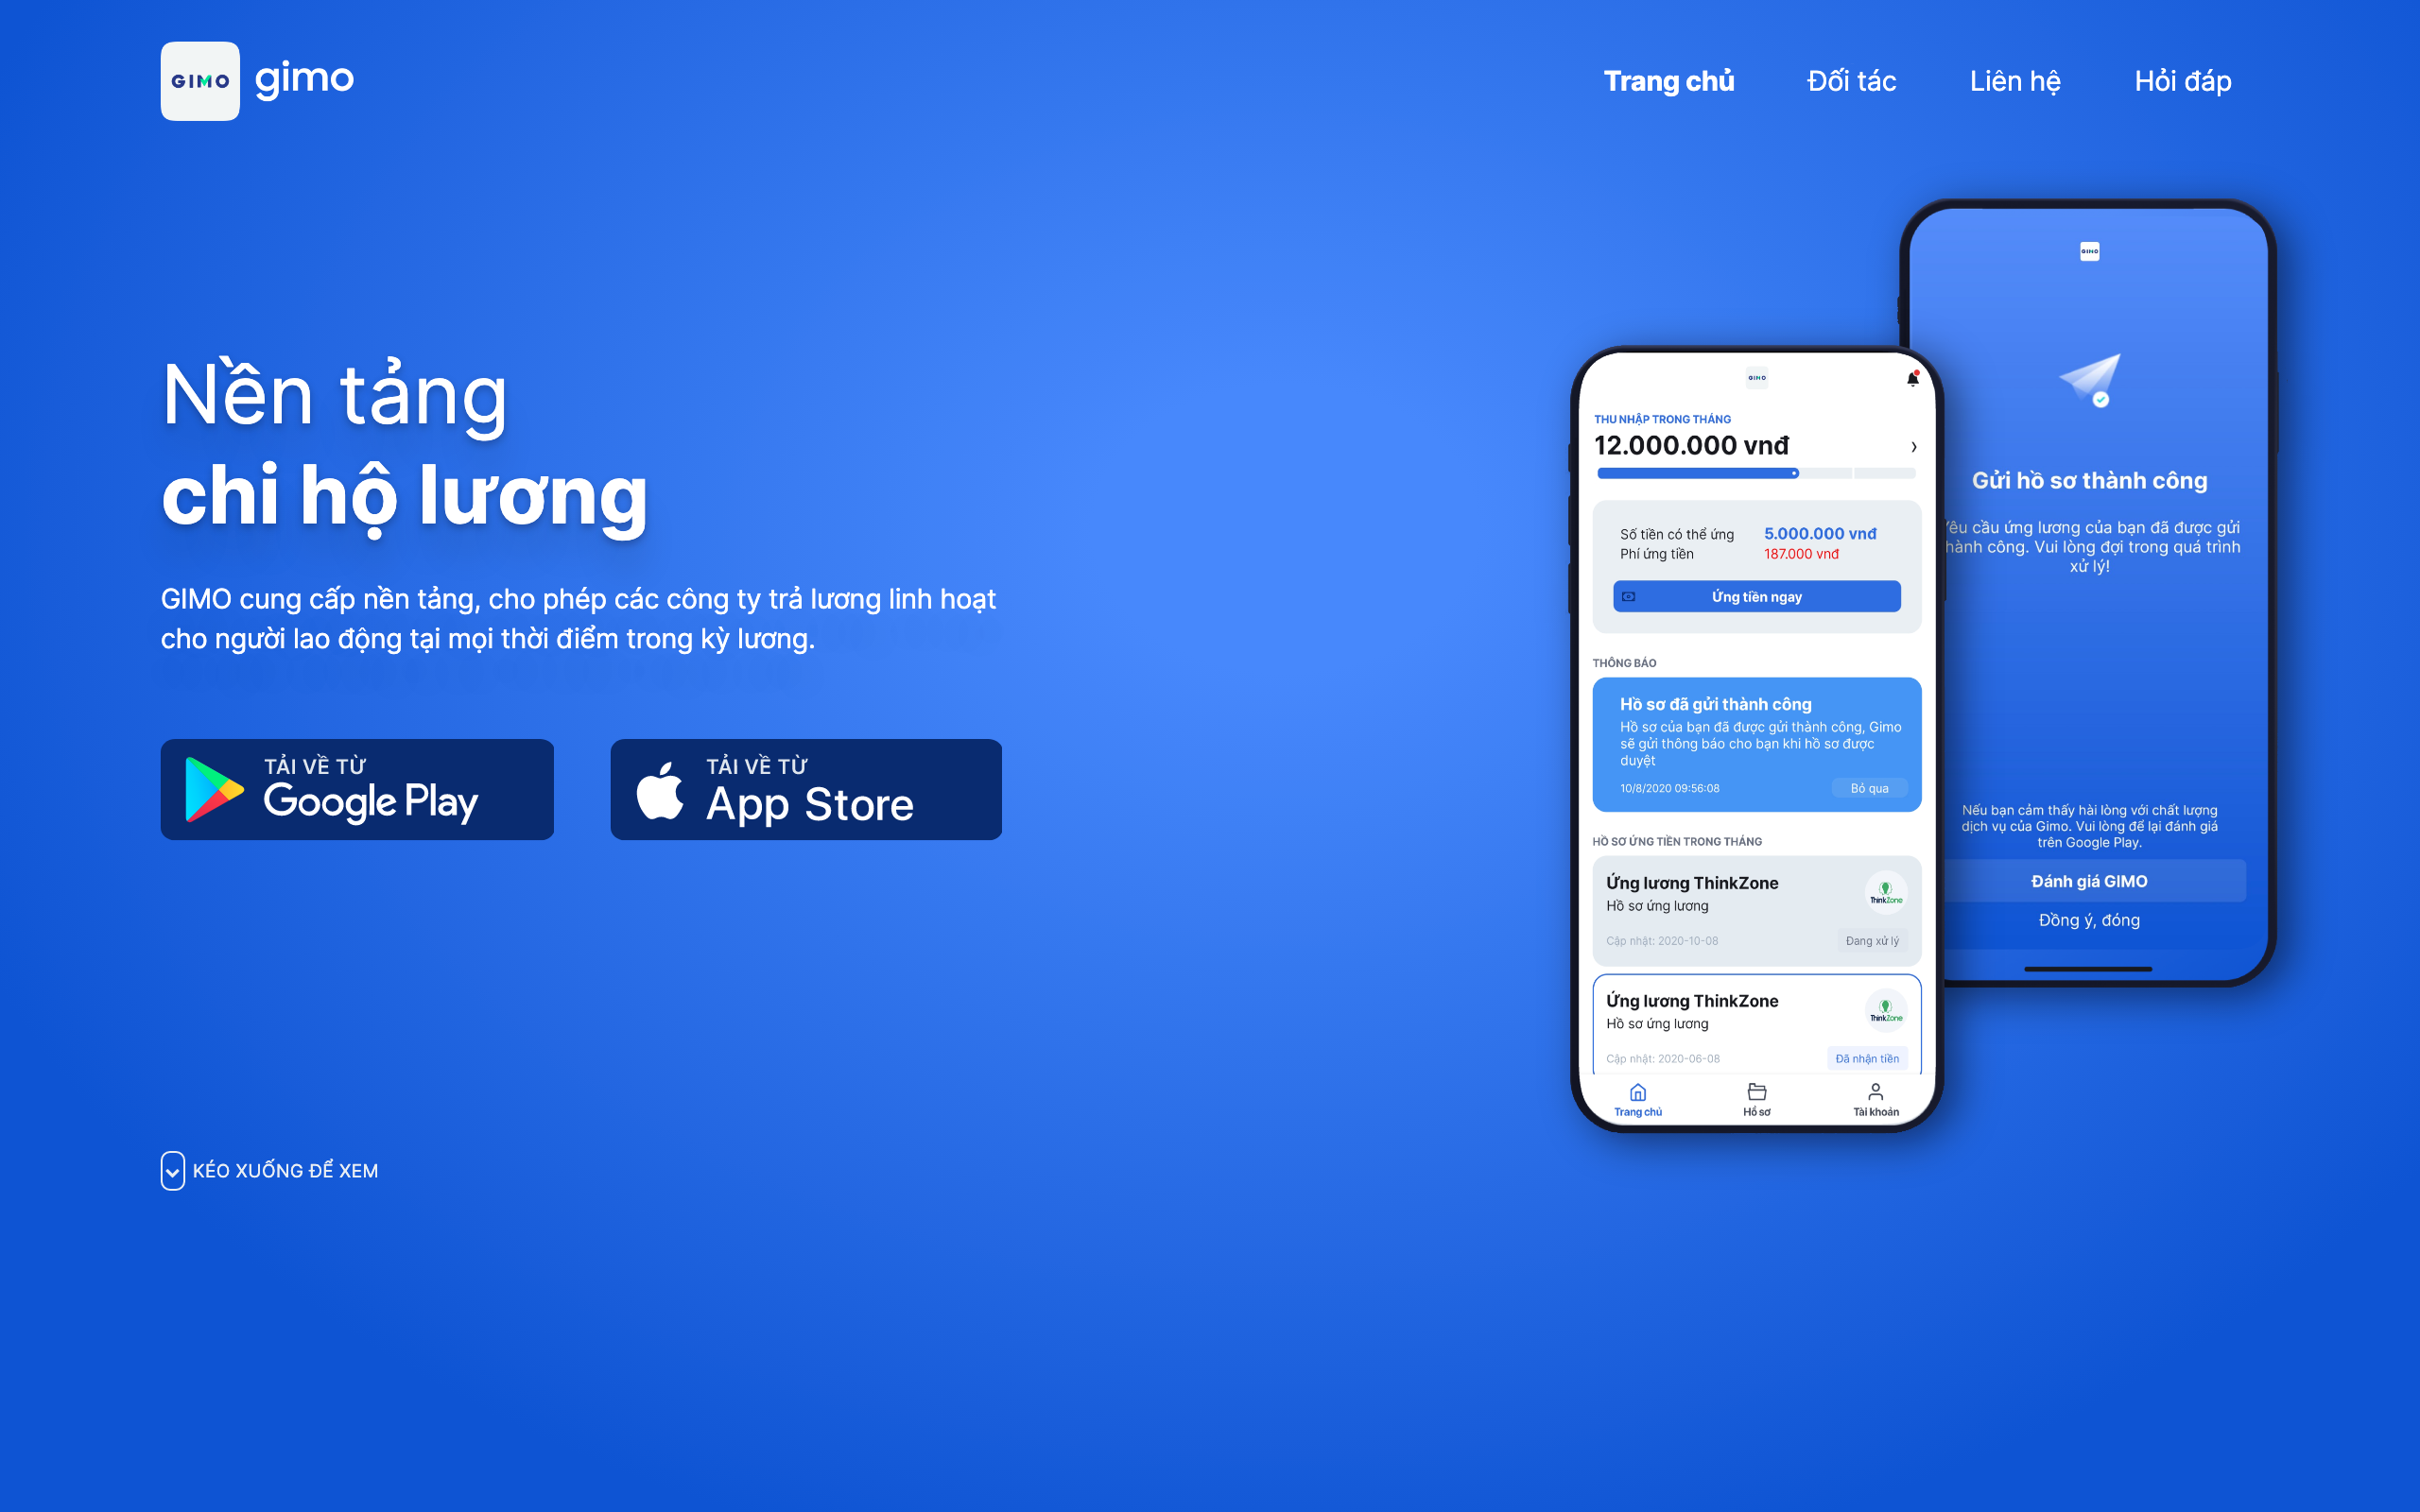 GIMO gimo
Trang chủ Đối tác Liên hệ Hỏi đáp
Nền tảng
chi hộ lương
GIMO cung cấp nền tảng, cho phép các công ty trả lương linh hoạt
cho người lao động tại mọi thời điểm trong kỳ lương.
TẢI VỀ TỪ
Google Play
TẢI VỀ TỪ
App Store
KÉO XUỐNG ĐỂ XEM
GIMO
THU NHẬP TRONG THÁNG
12.000.000 vnđ
Số tiền có thể ứng 5.000.000 vnđ
Phí ứng tiền 187.000 vnđ
Ứng tiền ngay
THÔNG BÁO
Hồ sơ đã gửi thành công
Hồ sơ của bạn đã được gửi thành công, Gimo
sẽ gửi thông báo cho bạn khi hồ sơ được
duyệt
10/8/2020 09:56:08 Bỏ qua
HỒ SƠ ỨNG TIỀN TRONG THÁNG
Ứng lương ThinkZone
Hồ sơ ứng lương
ThinkZone
Cập nhật: 2020-10-08 Đang xử lý
Ứng lương ThinkZone
Hồ sơ ứng lương
ThinkZone
Cập nhật: 2020-06-08 Đã nhận tiền
Trang chủ Hồ sơ Tài khoản
GIMO
Gửi hồ sơ thành công
Yêu cầu ứng lương của bạn đã được gửi
hành công. Vui lòng đợi trong quá trình
xử lý!
Nếu bạn cảm thấy hài lòng với chất lượng
dịch vụ của Gimo. Vui lòng để lại đánh giá
trên Google Play.
Đánh giá GIMO
Đồng ý, đóng